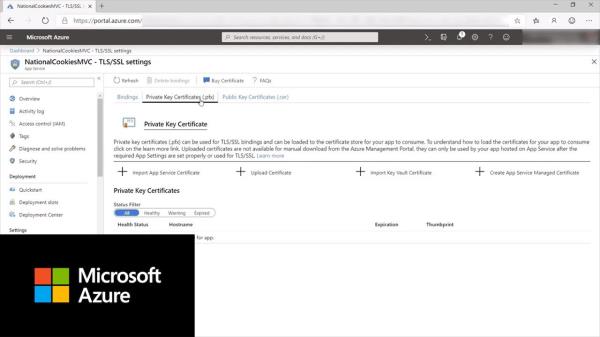 NationalCookiesMVC - TLS/SSL sett
https://portal.azure.com/
Microsoft Azure
Search resources, services, and docs (G+/)
Dashboard > NationalCookiesMVC - TLS/SSL settings
NationalCookiesMVC - TLS/SSL settings
App Service
Search (Ctrl+/)
Refresh
Delete bindings
Buy Certificate
FAQs
Overview
Activity log
Access control (IAM)
Tags
Diagnose and solve problems
Security
Deployment
Quickstart
Deployment slots
Deployment Center
Settings
Bindings
Private Key Certificates (.pfx)
Public Key Certificates (.cer)
Private Key Certificate
Private key certificates (.pfx) can be used for TLS/SSL bindings and can be loaded to the certificate store for your app to consume. To understand how to load the certificates for your app to consume
click on the learn more link. Uploaded certificates are not available for manual download from the Azure Management Portal, they can only be used by your app hosted on App Service after the
required App Settings are set properly or used for TLS/SSL. Learn more
Import App Service Certificate
Upload Certificate
Import Key Vault Certificate
Create App Service Managed Certificate
Private Key Certificates
Status Filter
All Healthy Warning Expired
Health Status Hostname Expiration Thumbprint
for app.
Microsoft
Azure